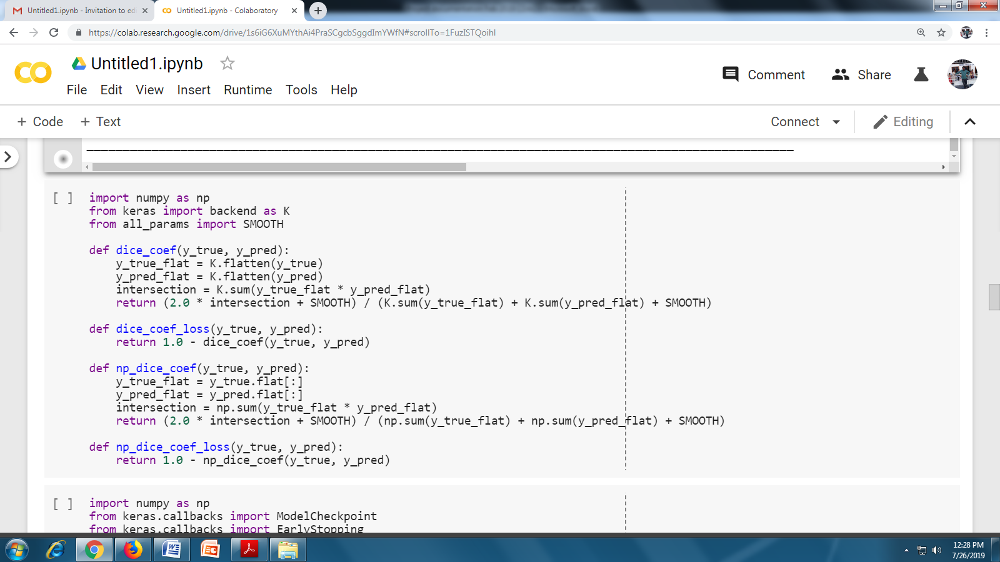 Untitled1.ipynb - Invitation to ed
Untitled1.ipynb - Colaboratory
https://colab.research.google.com/drive/1s6iG6XuMYthAi4PraSCgcbSggdImYWfN#scrollTo=1FuzISTQoihI
Untitled1.ipynb
Comment
Share
File Edit View Insert Runtime Tools Help
+ Code + Text
Connect
Editing
[ ] import numpy as np
from keras import backend as K
from all_params import SMOOTH
def dice_coef(y_true, y_pred):
y_true_flat = K.flatten(y_true)
y_pred_flat = K.flatten(y_pred)
intersection = K.sum(y_true_flat * y_pred_flat)
return (2.0 * intersection + SMOOTH) / (K.sum(y_true_flat) + K.sum(y_pred_flat) + SMOOTH)
def dice_coef_loss(y_true, y_pred):
return 1.0 - dice_coef(y_true, y_pred)
def np_dice_coef(y_true, y_pred):
y_true_flat = y_true.flat[:]
y_pred_flat = y_pred.flat[:]
intersection = np.sum(y_true_flat * y_pred_flat)
return (2.0 * intersection + SMOOTH) / (np.sum(y_true_flat) + np.sum(y_pred_flat) + SMOOTH)
def np_dice_coef_loss(y_true, y_pred):
return 1.0 - np_dice_coef(y_true, y_pred)
[ ] import numpy as np
from keras.callbacks import ModelCheckpoint
from keras.callbacks import EarlyStopping
12:28 PM
7/26/2019